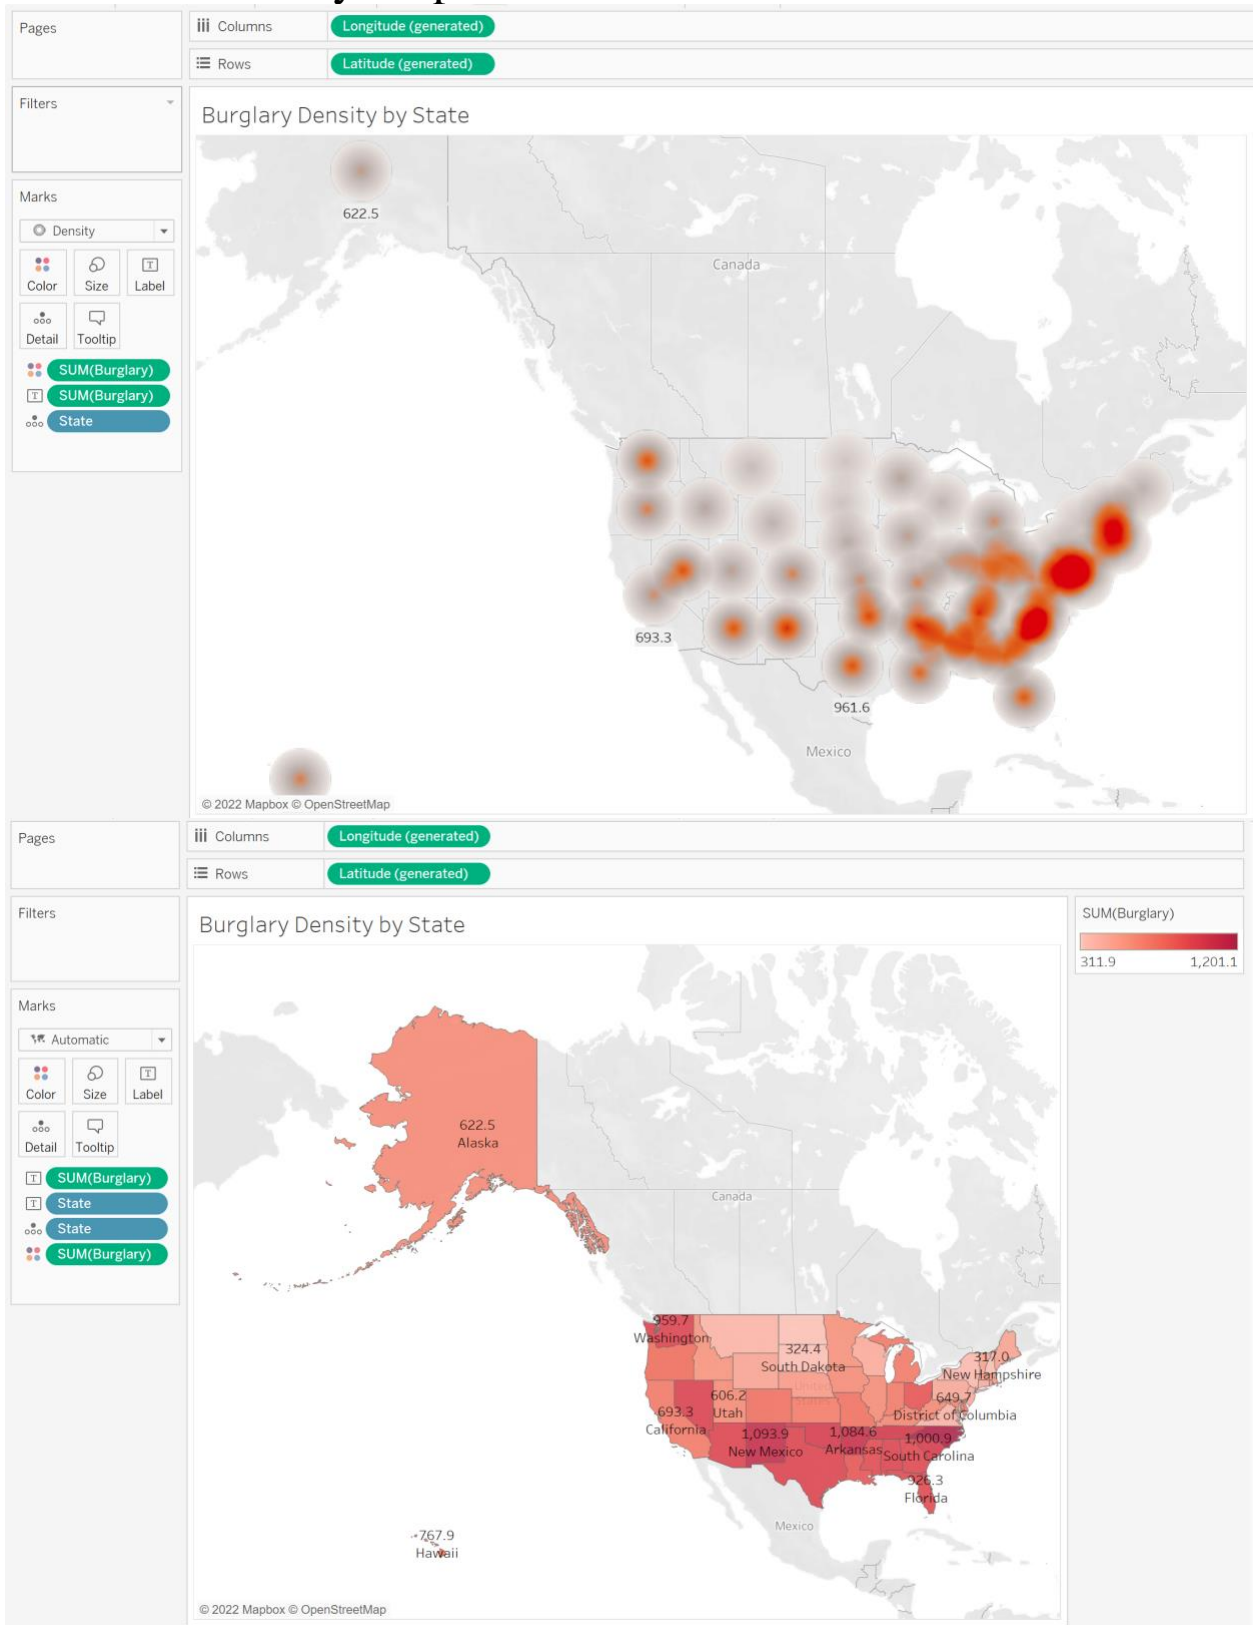 Pages
Columns Longitude (generated)
Rows Latitude (generated)
Filters
Burglary Density by State
Marks
Density
Color Size Label
Detail Tooltip
SUM(Burglary)
T SUM(Burglary)
State
622.5
Canada
693.3
961.6
Mexico
© 2022 Mapbox © OpenStreetMap
Pages
Columns Longitude (generated)
Rows Latitude (generated)
Filters
Burglary Density by State
SUM(Burglary)
311.9 1,201.1
Marks
Automatic
Color Size Label
Detail Tooltip
T SUM(Burglary)
T State
State
SUM(Burglary)
622.5
Alaska
Canada
959.7
Washington
324.4
South Dakota
317.0
New Hampshire
United
States
606.2
Utah
649.7
District of Columbia
693.3
California
1,093.9
New Mexico
1,084.6
Arkansas
1,000.9
South Carolina
926.3
Florida
Mexico
767.9
Hawaii
© 2022 Mapbox © OpenStreetMap